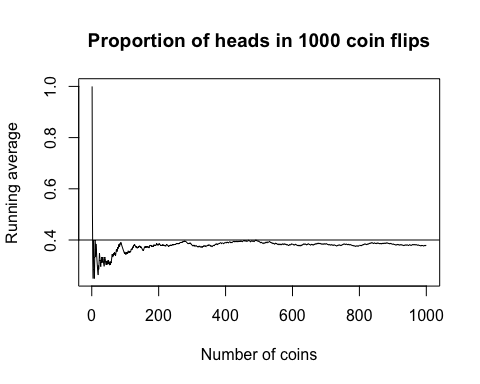 Proportion of heads in 1000 coin flips
Running average
1.0
0.8
0.6
0.4
0 200 400 600 800 1000
Number of coins